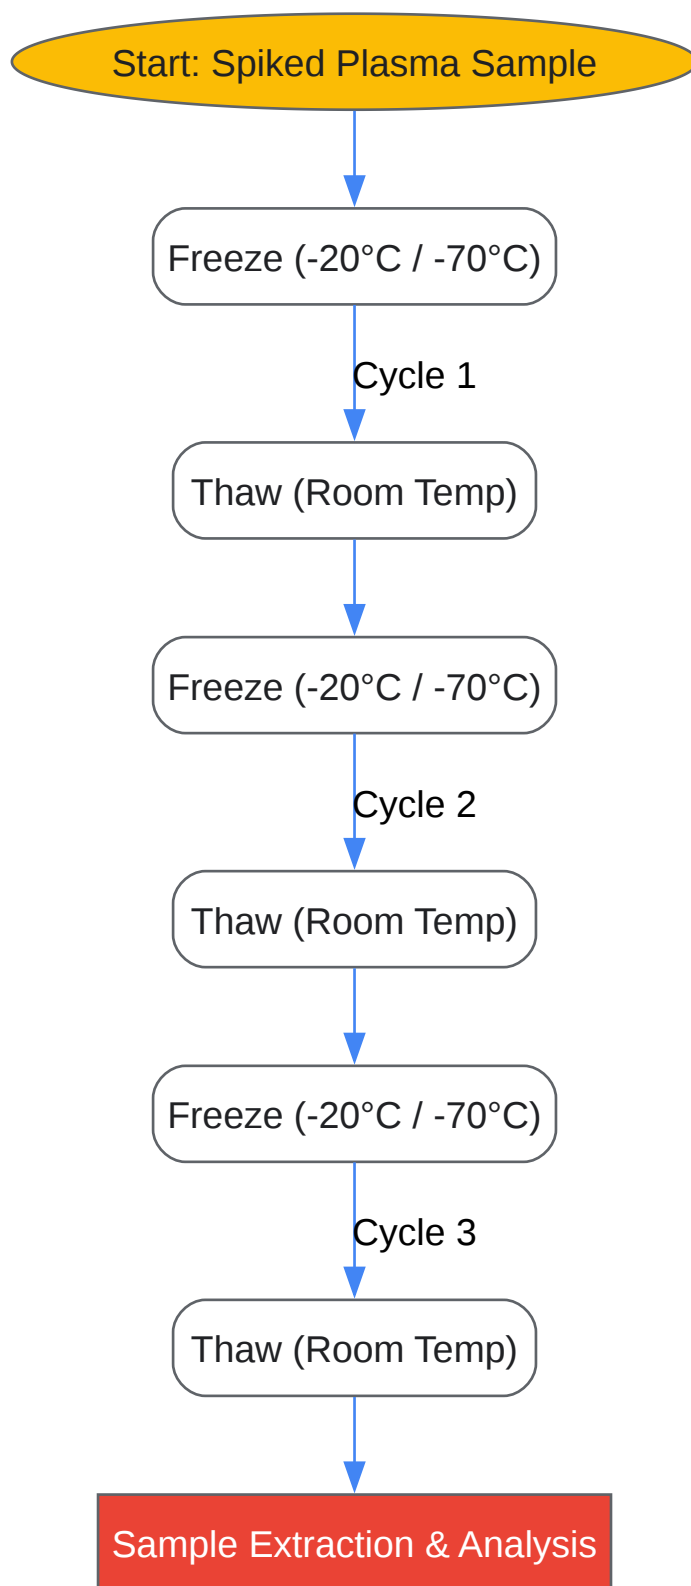 Start: Spiked Plasma Sample
Freeze (-20°C / -70°C)
Cycle 1
Thaw (Room Temp)
Freeze (-20°C / -70°C)
Cycle 2
Thaw (Room Temp)
Freeze (-20°C / -70°C)
Cycle 3
Thaw (Room Temp)
Sample Extraction & Analysis